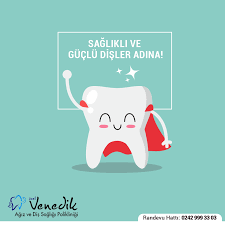 SAĞLIKLI VE
GÜÇLÜ DİŞLER ADINA!
Venedik
Ağız ve Diş Sağlığı Polikliniği
Randevu Hattı: 0242 999 33 03